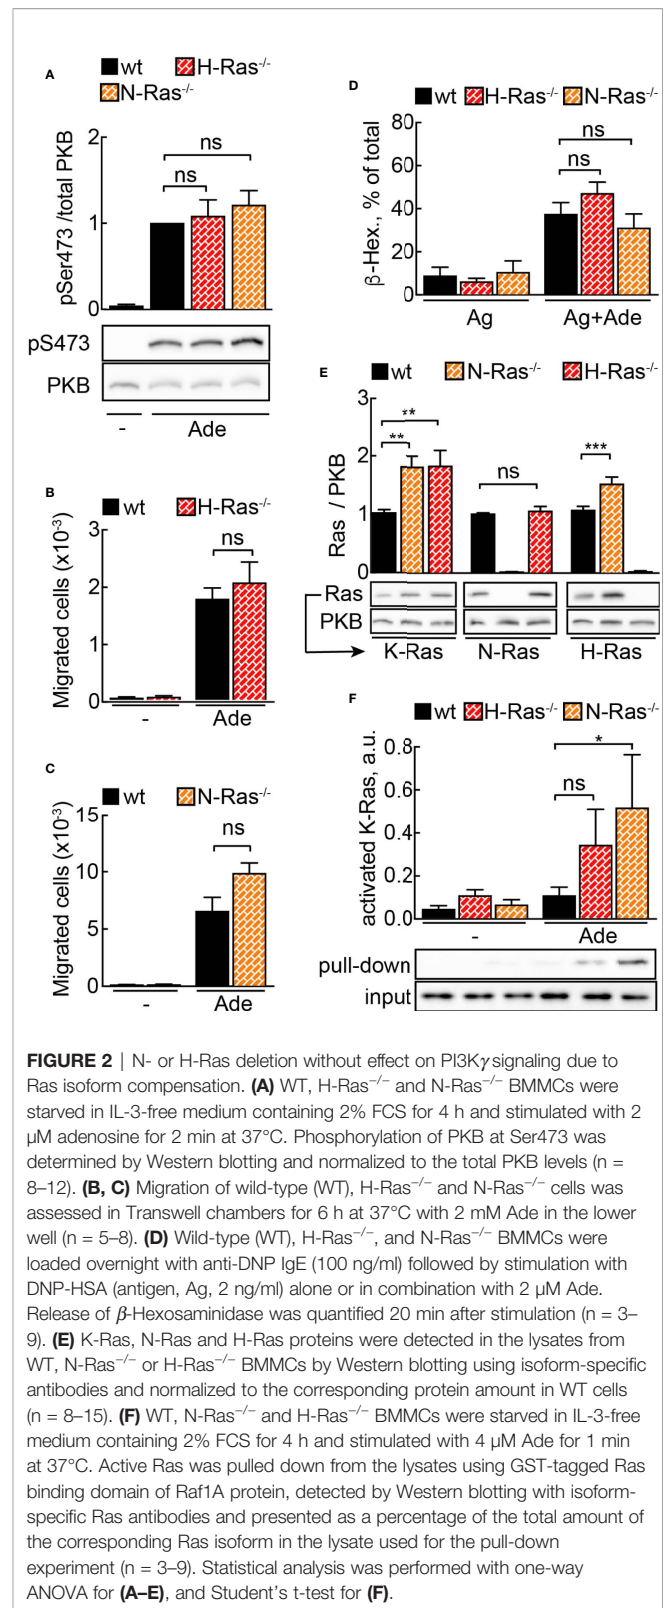 A
wt H-Ras-/-
N-Ras-/-
pSer473 /total PKB
2
1
0
ns
ns
pS473
PKB
-
Ade
B
wt H-Ras-/-
Migrated cells (x10-3)
3
2
1
0
ns
-
Ade
C
wt N-Ras-/-
Migrated cells (x10-3)
15
10
5
0
ns
-
Ade
D
wt H-Ras-/- N-Ras-/-
β-Hex., % of total
80
60
40
20
0
ns
ns
Ag
Ag+Ade
E
wt N-Ras-/- H-Ras-/-
Ras / PKB
3
2
1
0
**
**
ns
***
Ras
PKB
K-Ras N-Ras H-Ras
F
wt H-Ras-/- N-Ras-/-
activated K-Ras, a.u.
0.8
0.6
0.4
0.2
0.0
*
ns
-
Ade
pull-down
input
FIGURE 2 | N- or H-Ras deletion without effect on PI3Kγ signaling due to
Ras isoform compensation. (A) WT, H-Ras−/− and N-Ras−/− BMMCs were
starved in IL-3-free medium containing 2% FCS for 4 h and stimulated with 2
µM adenosine for 2 min at 37°C. Phosphorylation of PKB at Ser473 was
determined by Western blotting and normalized to the total PKB levels (n =
8–12). (B, C) Migration of wild-type (WT), H-Ras−/− and N-Ras−/− cells was
assessed in Transwell chambers for 6 h at 37°C with 2 mM Ade in the lower
well (n = 5–8). (D) Wild-type (WT), H-Ras−/−, and N-Ras−/− BMMCs were
loaded overnight with anti-DNP IgE (100 ng/ml) followed by stimulation with
DNP-HSA (antigen, Ag, 2 ng/ml) alone or in combination with 2 µM Ade.
Release of β-Hexosaminidase was quantified 20 min after stimulation (n = 3–
9). (E) K-Ras, N-Ras and H-Ras proteins were detected in the lysates from
WT, N-Ras−/− or H-Ras−/− BMMCs by Western blotting using isoform-specific
antibodies and normalized to the corresponding protein amount in WT cells
(n = 8–15). (F) WT, N-Ras−/− and H-Ras−/− BMMCs were starved in IL-3-free
medium containing 2% FCS for 4 h and stimulated with 4 µM Ade for 1 min
at 37°C. Active Ras was pulled down from the lysates using GST-tagged Ras
binding domain of Raf1A protein, detected by Western blotting with isoform-
specific Ras antibodies and presented as a percentage of the total amount of
the corresponding Ras isoform in the lysate used for the pull-down
experiment (n = 3–9). Statistical analysis was performed with one-way
ANOVA for (A–E), and Student's t-test for (F).